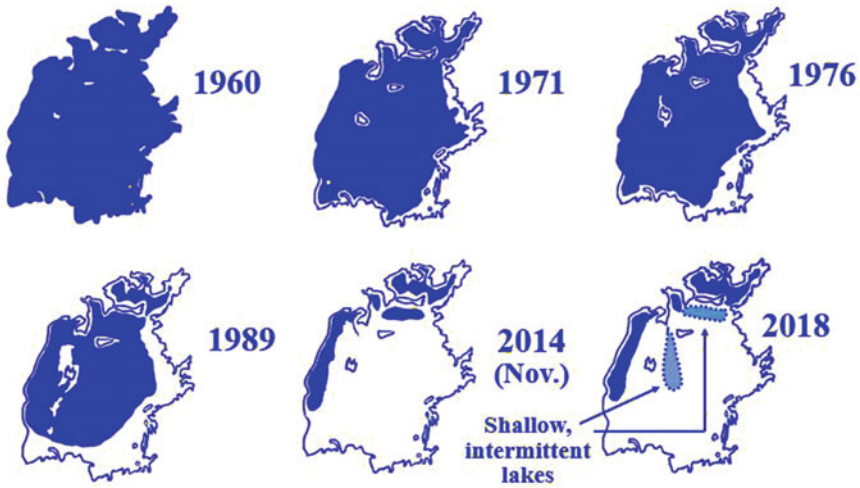 1960
1971
1976
1989
2014
(Nov.)
2018
Shallow,
intermittent
lakes